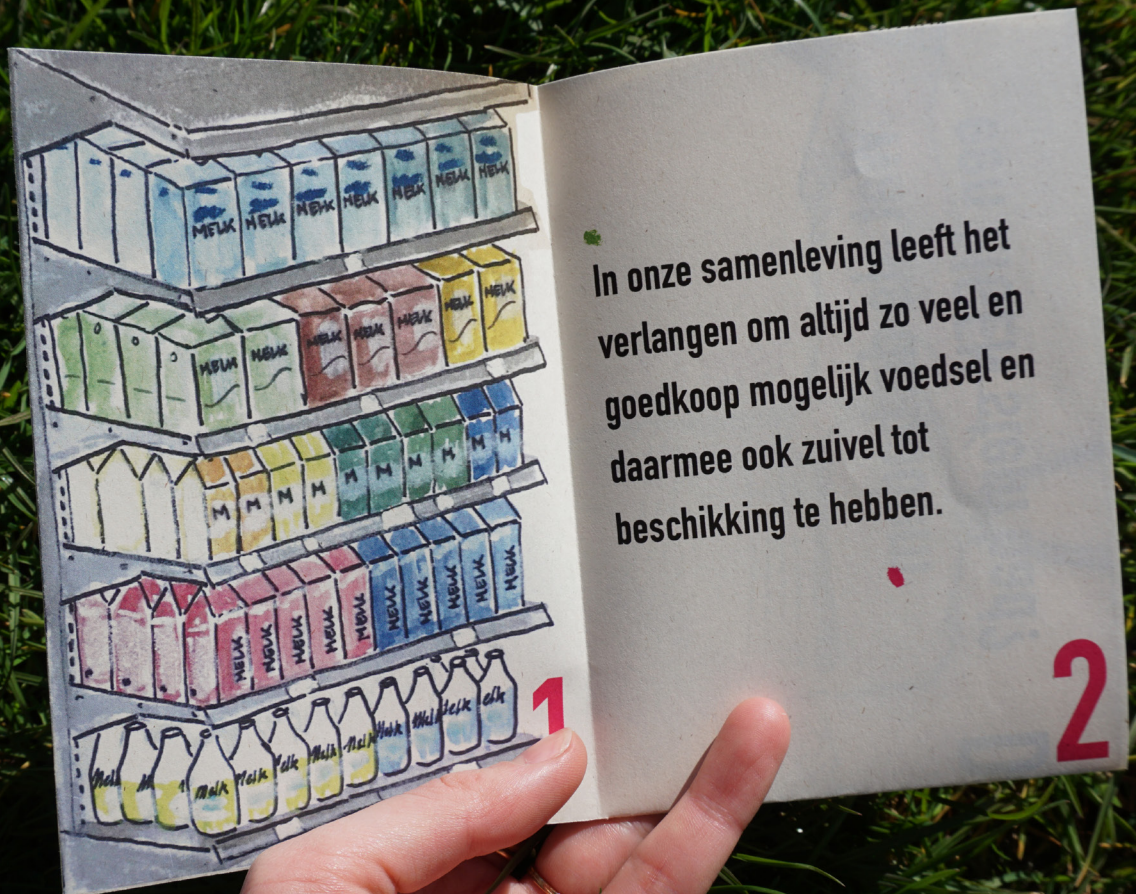 MELK MELK MELK MELK MELK MELK MELK
MELK MELK MELK MELK MELK MELK MELK
M M M M M M M M M M
MELK MELK MELK MELK MELK MELK MELK MELK MELK MELK
Melk Melk Melk Melk Melk Melk Melk elk elk
1
In onze samenleving leeft het
verlangen om altijd zo veel en
goedkoop mogelijk voedsel en
daarmee ook zuivel tot
beschikking te hebben.
2